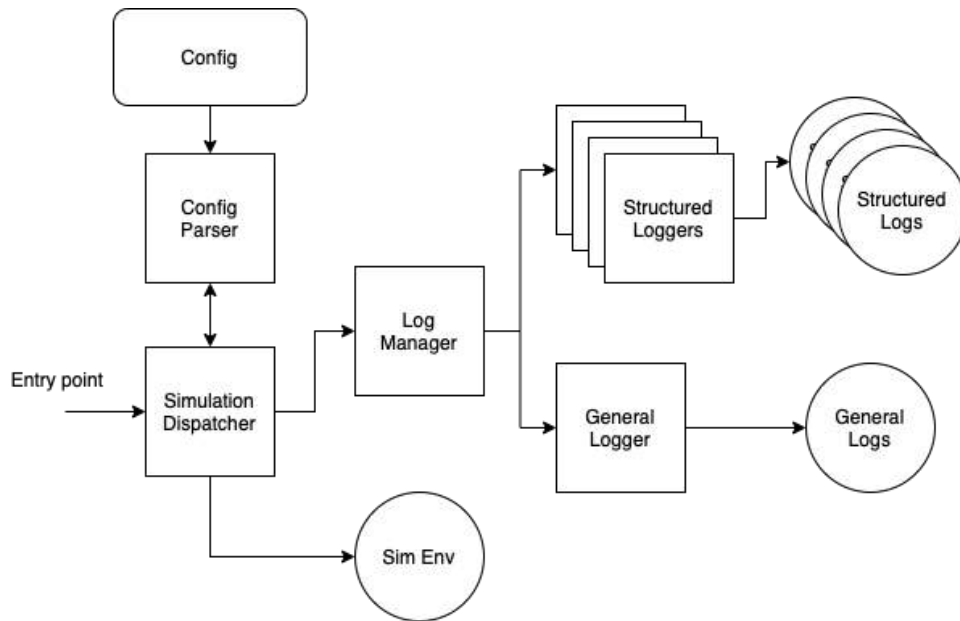 Config
Config
Parser
Entry point
Simulation
Dispatcher
Log
Manager
Structured
Loggers
Structured
Logs
General
Logger
General
Logs
Sim Env